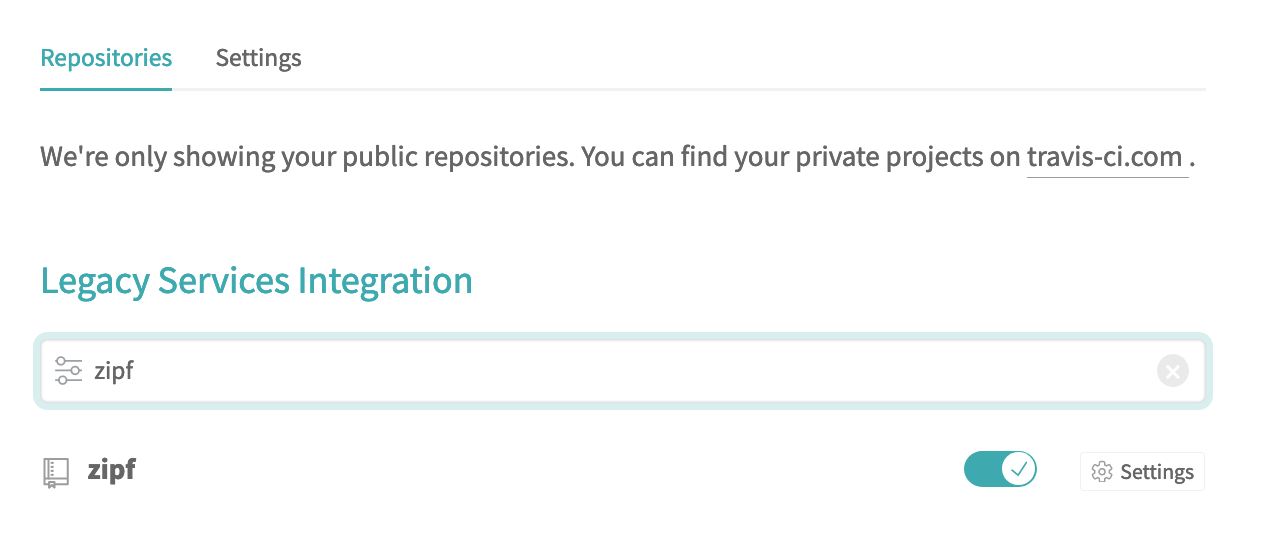 Repositories Settings
We're only showing your public repositories. You can find your private projects on travis-ci.com .
Legacy Services Integration
zipf
zipf Settings